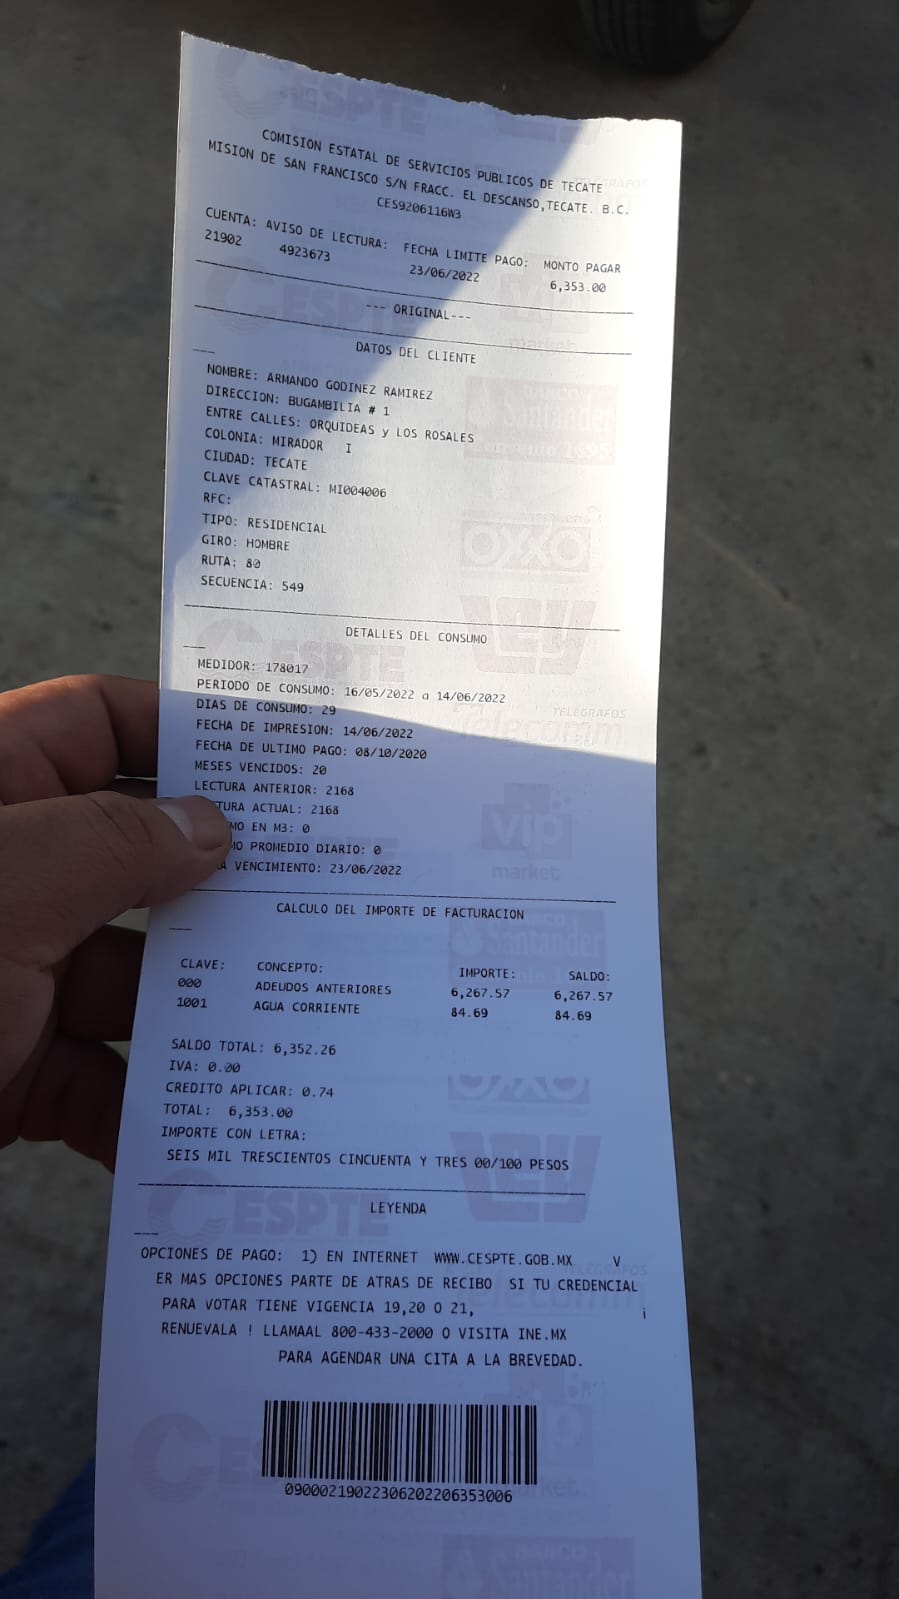 COMISION ESTATAL DE SERVICIOS PUBLICOS DE TECATE
MISION DE SAN FRANCISCO S/N FRACC. EL DESCANSO,TECATE. B.C.
CES9206116W3
CUENTA: AVISO DE LECTURA: FECHA LIMITE PAGO: MONTO PAGAR
21902 4923673 23/06/2022 6,353.00
--- ORIGINAL---
DATOS DEL CLIENTE
NOMBRE: ARMANDO GODINEZ RAMIREZ
DIRECCION: BUGAMBILIA # 1
ENTRE CALLES: ORQUIDEAS y LOS ROSALES
COLONIA: MIRADOR I
CIUDAD: TECATE
CLAVE CATASTRAL: MI004006
RFC:
TIPO: RESIDENCIAL
GIRO: HOMBRE
RUTA: 80
SECUENCIA: 549
DETALLES DEL CONSUMO
MEDIDOR: 178017
PERIODO DE CONSUMO: 16/05/2022 a 14/06/2022
DIAS DE CONSUMO: 29
FECHA DE IMPRESION: 14/06/2022
FECHA DE ULTIMO PAGO: 08/10/2020
MESES VENCIDOS: 20
LECTURA ANTERIOR: 2168
TURA ACTUAL: 2168
MO EN M3: 0
MO PROMEDIO DIARIO: 0
A VENCIMIENTO: 23/06/2022
CALCULO DEL IMPORTE DE FACTURACION
CLAVE: CONCEPTO: IMPORTE: SALDO:
000 ADEUDOS ANTERIORES 6,267.57 6,267.57
1001 AGUA CORRIENTE 84.69 84.69
SALDO TOTAL: 6,352.26
IVA: 0.00
CREDITO APLICAR: 0.74
TOTAL: 6,353.00
IMPORTE CON LETRA:
SEIS MIL TRESCIENTOS CINCUENTA Y TRES 00/100 PESOS
LEYENDA
OPCIONES DE PAGO: 1) EN INTERNET WWW.CESPTE.GOB.MX V
ER MAS OPCIONES PARTE DE ATRAS DE RECIBO SI TU CREDENCIAL
PARA VOTAR TIENE VIGENCIA 19,20 O 21, ¡
RENUEVALA ! LLAMAAL 800-433-2000 O VISITA INE.MX
PARA AGENDAR UNA CITA A LA BREVEDAD.
09000219022306202206353006